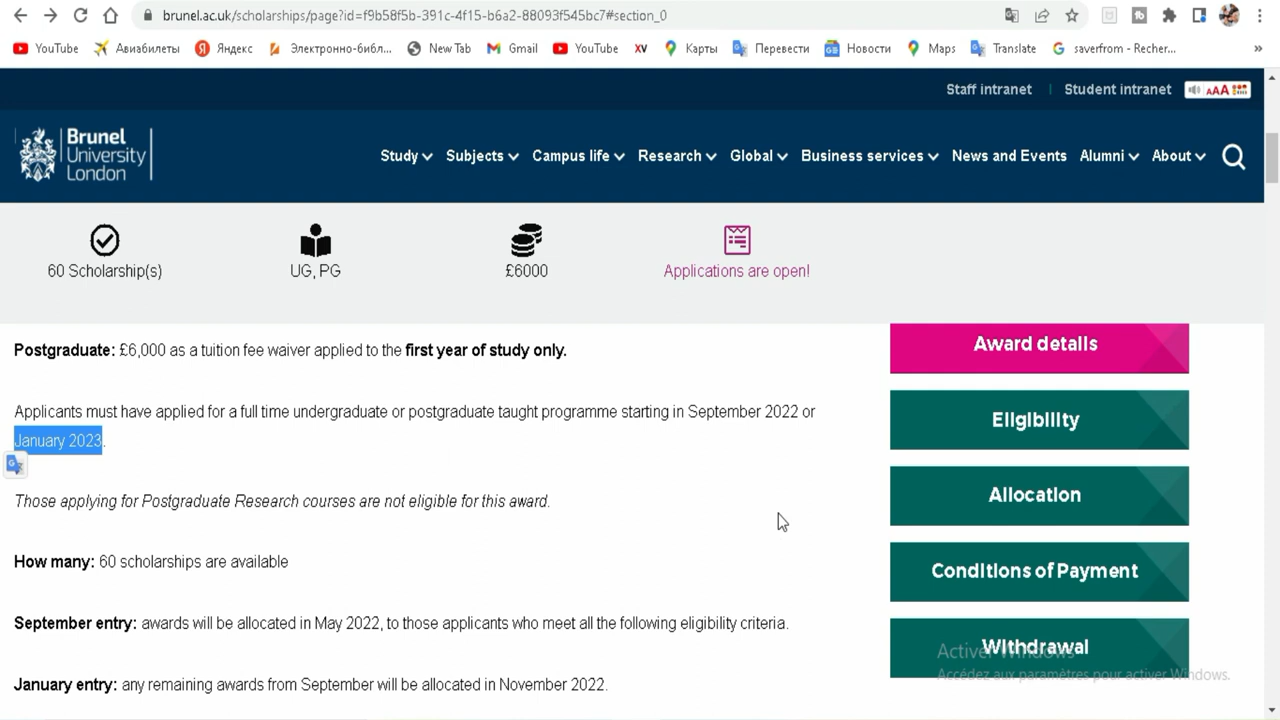 brunel.ac.uk/scholarships/page?id=f9b58f5b-391c-4f15-b6a2-88093f545bc7#section_0
YouTube Авиабилеты Яндекс Электронно-библ... New Tab Gmail YouTube XV Карты Перевести Новости Maps Translate saverfrom - Recher... »
Staff intranet Student intranet AAA
Brunel
University
London
Study Subjects Campus life Research Global Business services News and Events Alumni About
60 Scholarship(s) UG, PG £6000 Applications are open!
Postgraduate: £6,000 as a tuition fee waiver applied to the first year of study only.
Applicants must have applied for a full time undergraduate or postgraduate taught programme starting in September 2022 or
January 2023.
Those applying for Postgraduate Research courses are not eligible for this award.
How many: 60 scholarships are available
September entry: awards will be allocated in May 2022, to those applicants who meet all the following eligibility criteria.
January entry: any remaining awards from September will be allocated in November 2022.
Award details
Eligibility
Allocation
Conditions of Payment
Withdrawal
Activer Windows
Accédez aux paramètres pour activer Windows.